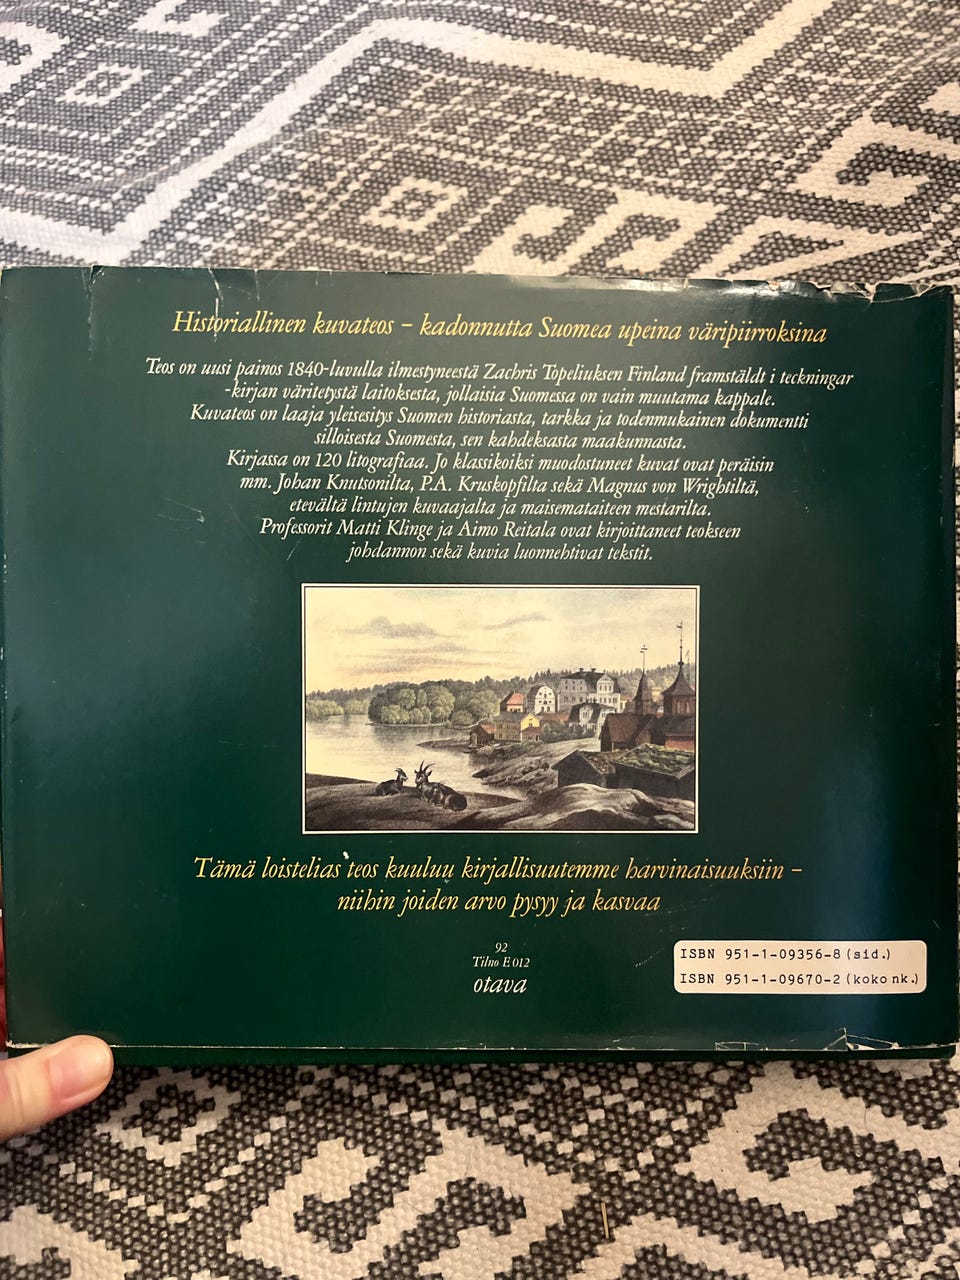 Historiallinen kuvateos – kadonnutta Suomea upeina väripiirroksina
Teos on uusi painos 1840-luvulla ilmestyneestä Zachris Topeliuksen Finland framställdt i teckningar
-kirjan väritetystä laitoksesta, jollaisia Suomessa on vain muutama kappale.
Kuvateos on laaja yleisesitys Suomen historiasta, tarkka ja todenmukainen dokumentti
silloisesta Suomesta, sen kahdeksasta maakunnasta.
Kirjassa on 120 litografiaa. Jo klassikoiksi muodostuneet kuvat ovat peräisin
mm. Johan Knutsonilta, P.A. Kruskopfilta sekä Magnus von Wrightiltä,
etevältä lintujen kuvaajalta ja maisemataiteen mestarilta.
Professorit Matti Klinge ja Aimo Reitala ovat kirjoittaneet teokseen
johdannon sekä kuvia luonnehtivat tekstit.
Tämä loistelias teos kuuluu kirjallisuutemme harvinaisuuksiin –
niihin joiden arvo pysyy ja kasvaa
92
Tilno E 012
otava
ISBN 951-1-09356-8 (sid.)
ISBN 951-1-09670-2 (koko nk.)